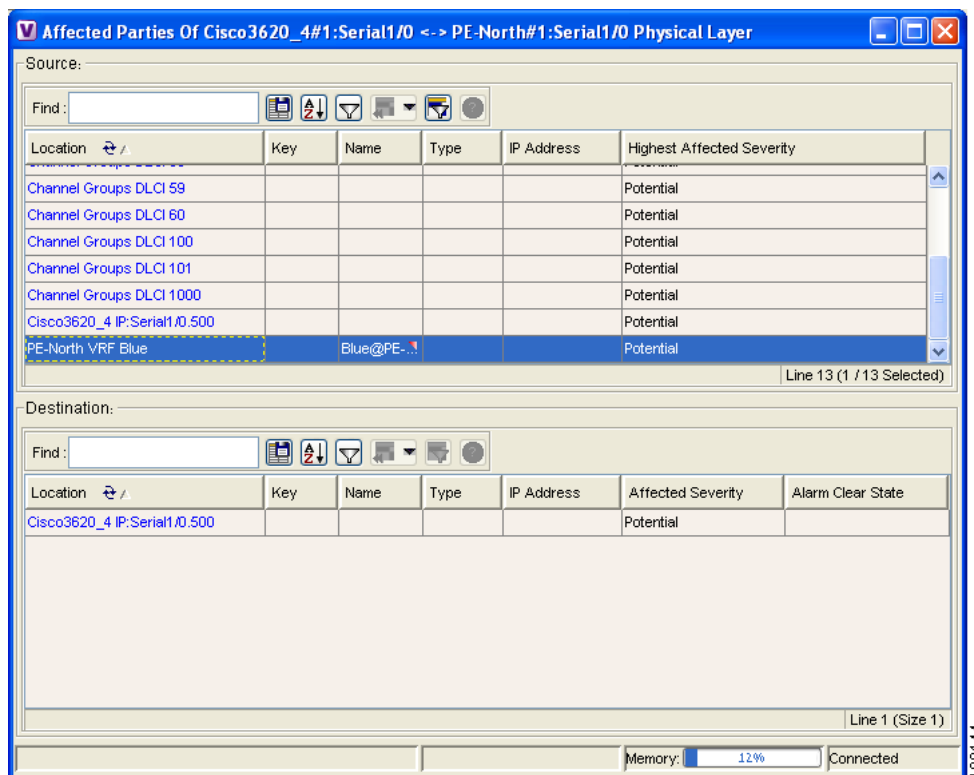 Affected Parties Of Cisco3620_4#1:Serial1/0 <-> PE-North#1:Serial1/0 Physical Layer
Source:
Find :
Location Key Name Type IP Address Highest Affected Severity
Channel Groups DLCI 59 Potential
Channel Groups DLCI 60 Potential
Channel Groups DLCI 100 Potential
Channel Groups DLCI 101 Potential
Channel Groups DLCI 1000 Potential
Cisco3620_4 IP:Serial1/0.500 Potential
PE-North VRF Blue Blue@PE-... Potential
Line 13 (1 / 13 Selected)
Destination:
Find :
Location Key Name Type IP Address Affected Severity Alarm Clear State
Cisco3620_4 IP:Serial1/0.500 Potential
Line 1 (Size 1)
Memory: 12% Connected